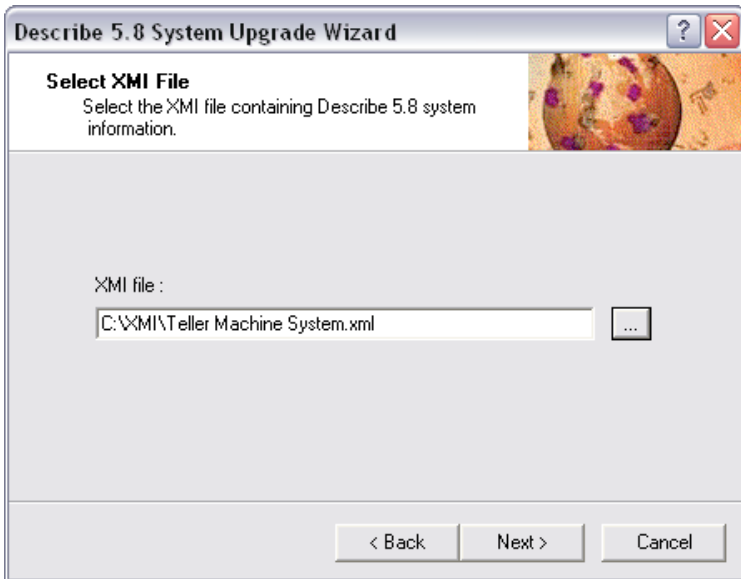 Describe 5.8 System Upgrade Wizard
Select XMI File
Select the XMI file containing Describe 5.8 system
information.
XMI file :
C:\XMI\Teller Machine System.xml
...
< Back Next > Cancel